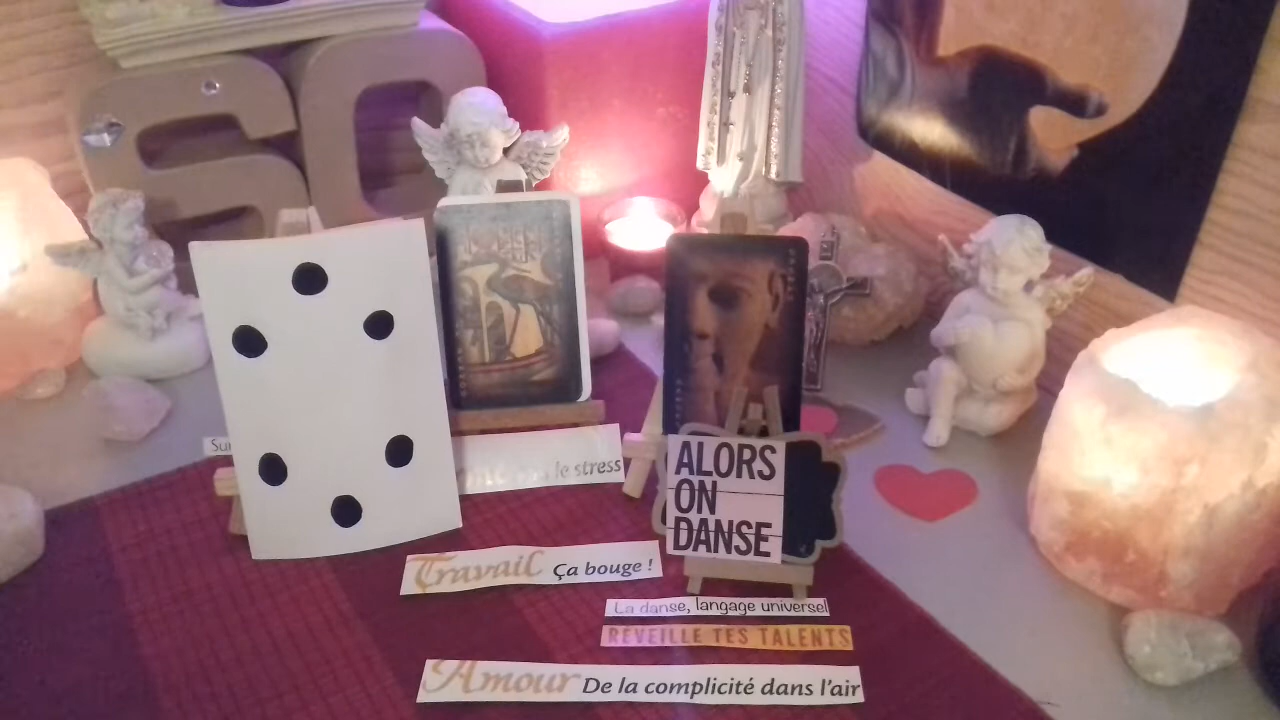 Su
le stress
ALORS
ON
DANSE
Travail Ça bouge !
La danse, langage universel
RÉVEILLE TES TALENTS
Amour De la complicité dans l'air